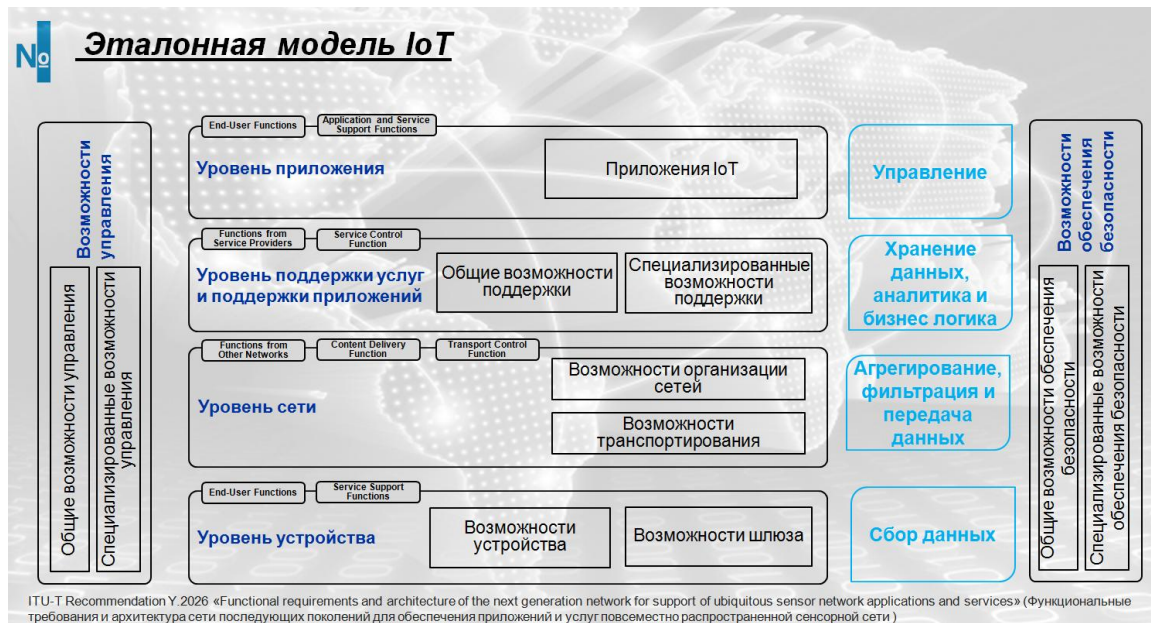 №
Эталонная модель IoT
Возможности
управления
Общие возможности управления
Специализированные возможности
управления
End-User Functions
Application and Service
Support Functions
Уровень приложения
Приложения IoT
Управление
Functions from
Service Providers
Service Control
Function
Уровень поддержки услуг
и поддержки приложений
Общие возможности
поддержки
Специализированные
возможности
поддержки
Хранение
данных,
аналитика и
бизнес логика
Functions from
Other Networks
Content Delivery
Function
Transport Control
Function
Уровень сети
Возможности организации
сетей
Возможности
транспортирования
Агрегирование,
фильтрация и
передача
данных
End-User Functions
Service Support
Functions
Уровень устройства
Возможности
устройства
Возможности шлюза
Сбор данных
Возможности
обеспечения
безопасности
Общие возможности обеспечения
безопасности
Специализированные возможности
обеспечения безопасности
ITU-T Recommendation Y.2026 «Functional requirements and architecture of the next generation network for support of ubiquitous sensor network applications and services» (Функциональные
требования и архитектура сети последующих поколений для обеспечения приложений и услуг повсеместно распространенной сенсорной сети )